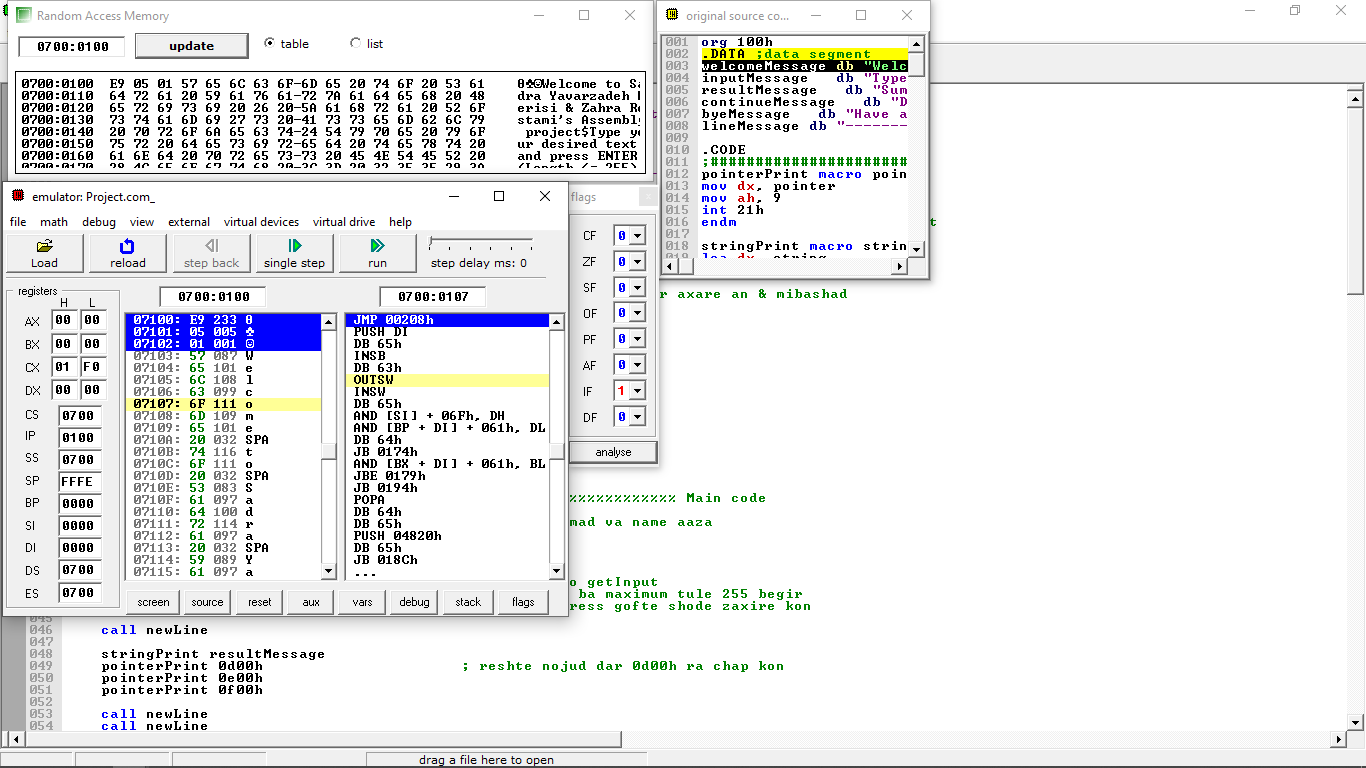 Random Access Memory
0700:0100 update table list
0700:0100 E9 05 01 57 65 6C 63 6F-6D 65 20 74 6F 20 53 61
0700:0110 64 72 61 20 59 61 76 61-72 7A 61 64 65 68 20 48 dra Yavarzadeh H
0700:0120 65 72 69 73 69 20 26 20-5A 61 68 72 61 20 52 6F erisi & Zahra Ro
0700:0130 73 74 61 6D 69 27 73 20-41 73 73 65 6D 62 6C 79 stami's Assembly
0700:0140 20 70 72 6F 6A 65 63 74-24 54 79 70 65 20 79 6F project$Type yo
0700:0150 75 72 20 64 65 73 69 72-65 64 20 74 65 78 74 20 ur desired text
0700:0160 61 6E 64 20 70 72 65 73-73 20 45 4E 54 45 52 20 and press ENTER
original source co...
001 org 100h
002 .DATA ;data segment
003 welcomeMessage db "Welc
004 inputMessage db "Type
005 resultMessage db "Sum
006 continueMessage db "D
007 byeMessage db "Have a
008 lineMessage db "-------
009
010 .CODE
011 ;######################
012 pointerPrint macro poin
013 mov dx, pointer
014 mov ah, 9
015 int 21h
016 endm
017
018 stringPrint macro strin
019 lea dx, string
emulator: Project.com_
file math debug view external virtual devices virtual drive help
Load reload step back single step run step delay ms: 0
registers
H L
AX 00 00
BX 00 00
CX 01 F0
DX 00 00
CS 0700
IP 0100
SS 0700
SP FFFE
BP 0000
SI 0000
DI 0000
DS 0700
ES 0700
0700:0100
07100: E9 233 θ
07101: 05 005 ♣
07102: 01 001 ☺
07103: 57 087 W
07104: 65 101 e
07105: 6C 108 l
07106: 63 099 c
07107: 6F 111 o
07108: 6D 109 m
07109: 65 101 e
0710A: 20 032 SPA
0710B: 74 116 t
0710C: 6F 111 o
0710D: 20 032 SPA
0710E: 53 083 S
0710F: 61 097 a
07110: 64 100 d
07111: 72 114 r
07112: 61 097 a
07113: 20 032 SPA
07114: 59 089 Y
07115: 61 097 a
0700:0107
JMP 00208h
PUSH DI
DB 65h
INSB
DB 63h
OUTSW
INSW
DB 65h
AND [SI] + 06Fh, DH
AND [BP + DI] + 061h, DL
DB 64h
JB 0174h
AND [BX + DI] + 061h, BL
JBE 0179h
JB 0194h
POPA
DB 64h
DB 65h
PUSH 04820h
DB 65h
JB 018Ch
...
screen source reset aux vars debug stack flags
flags
CF 0
ZF 0
SF 0
OF 0
PF 0
AF 0
IF 1
DF 0
analyse
r axare an & mibashad
%%%%%%%%%%%% Main code
mad va name aaza
o getInput
ba maximum tule 255 begir
ress gofte shode zaxire kon
045
046 call newLine
047
048 stringPrint resultMessage
049 pointerPrint 0d00h ; reshte nojud dar 0d00h ra chap kon
050 pointerPrint 0e00h
051 pointerPrint 0f00h
052
053 call newLine
054 call newLine
drag a file here to open